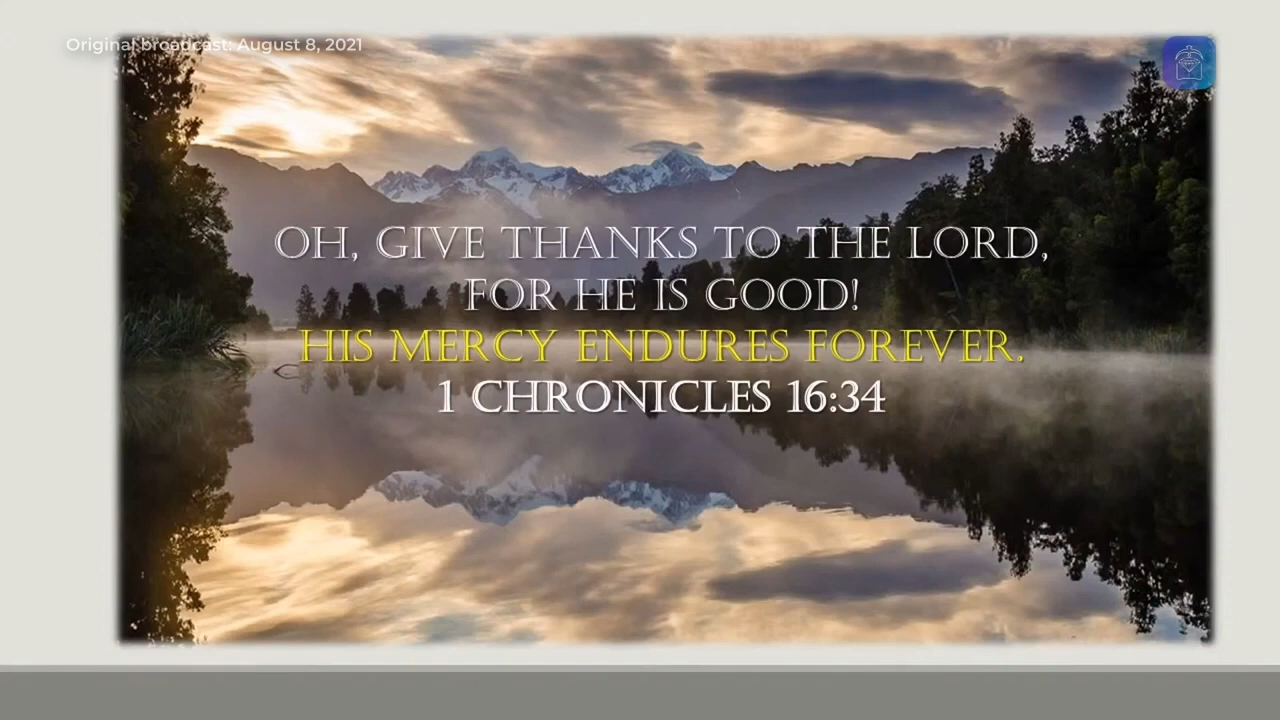 Original broadcast: August 8, 2021
OH, GIVE THANKS TO THE LORD,
FOR HE IS GOOD!
HIS MERCY ENDURES FOREVER.
1 CHRONICLES 16:34